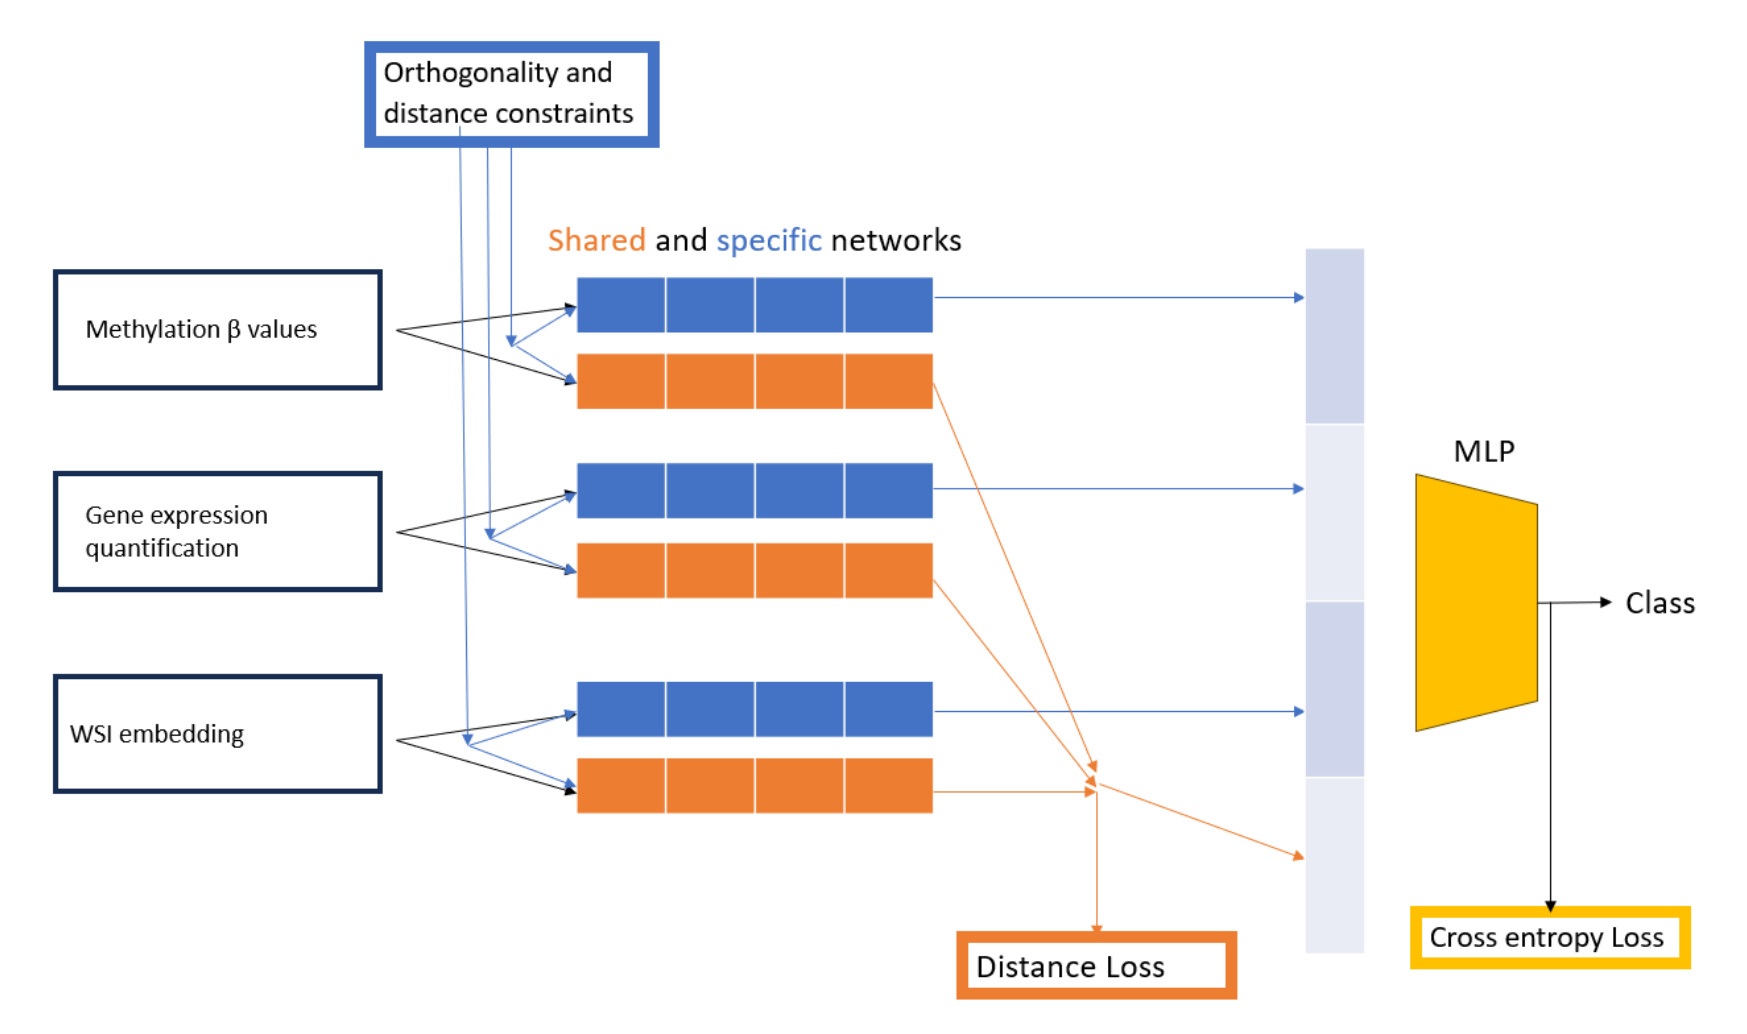 Orthogonality and
distance constraints
Shared and specific networks
Methylation β values
Gene expression
quantification
WSI embedding
MLP
Class
Cross entropy Loss
Distance Loss